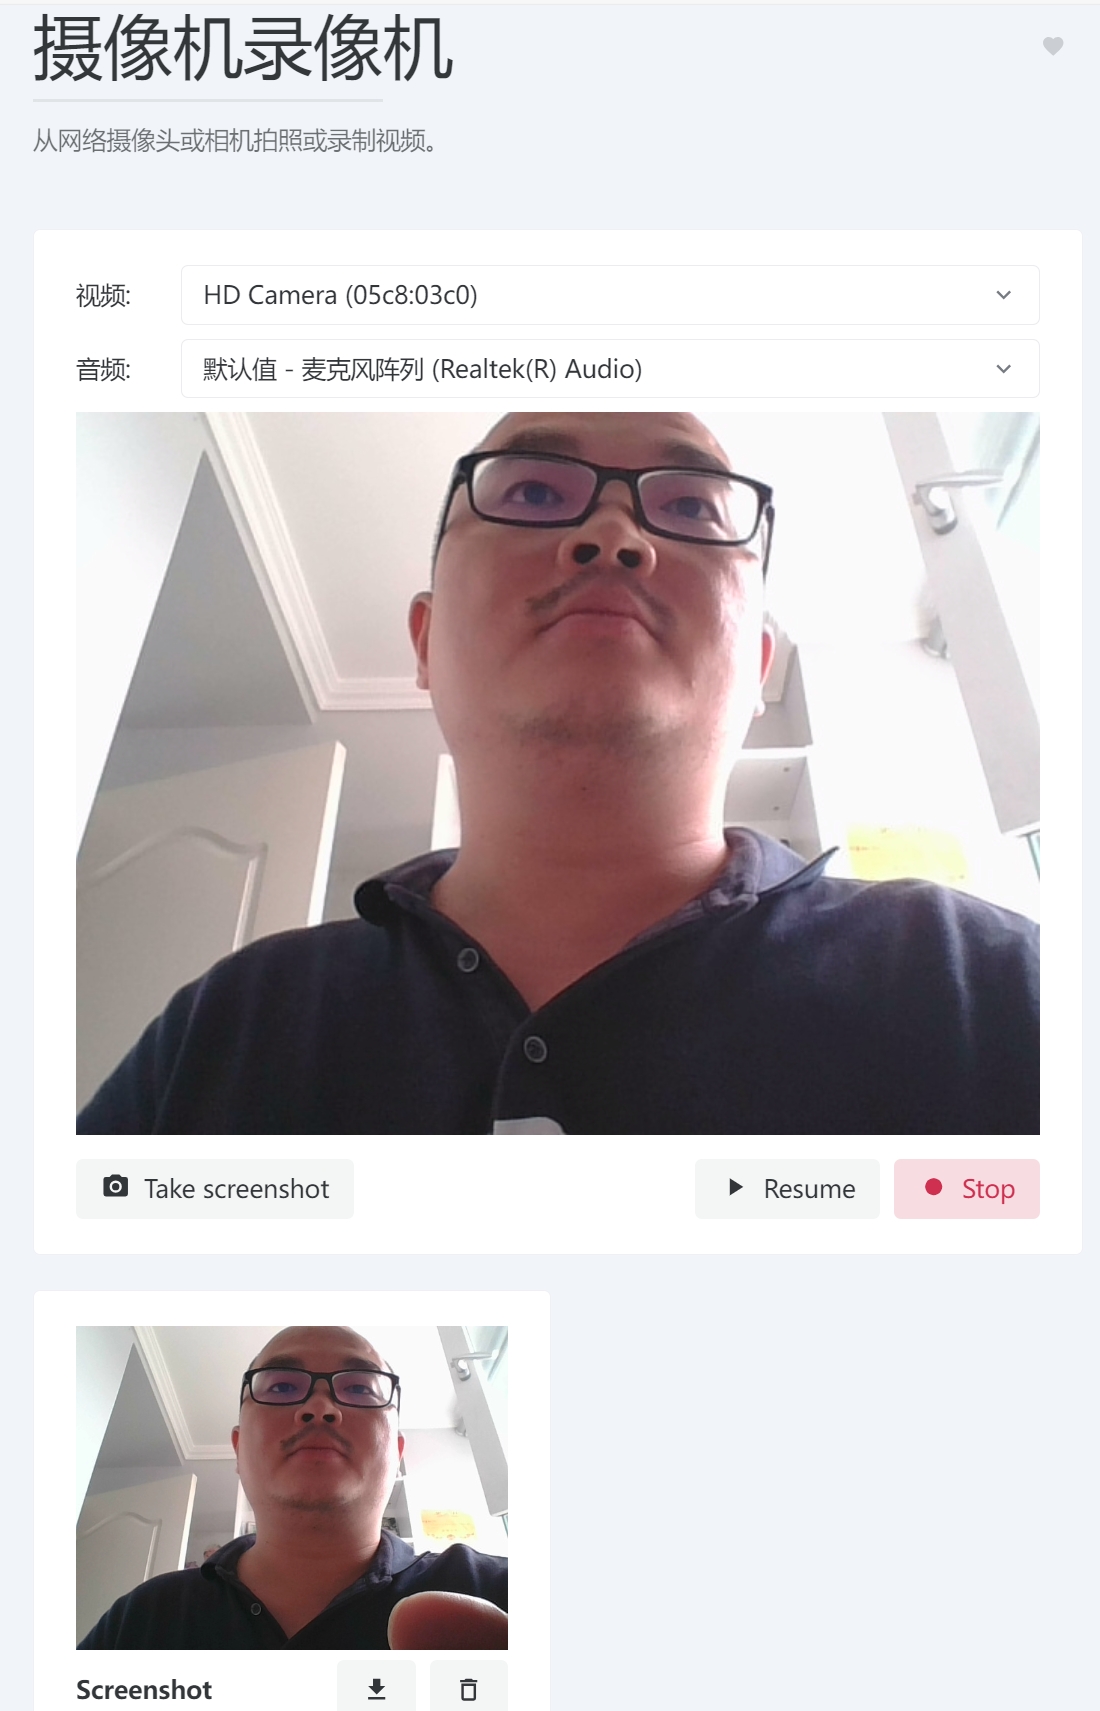 摄像机录像机
从网络摄像头或相机拍照或录制视频。
视频: HD Camera (05c8:03c0)
音频: 默认值 - 麦克风阵列 (Realtek(R) Audio)
Take screenshot
Resume
Stop
Screenshot